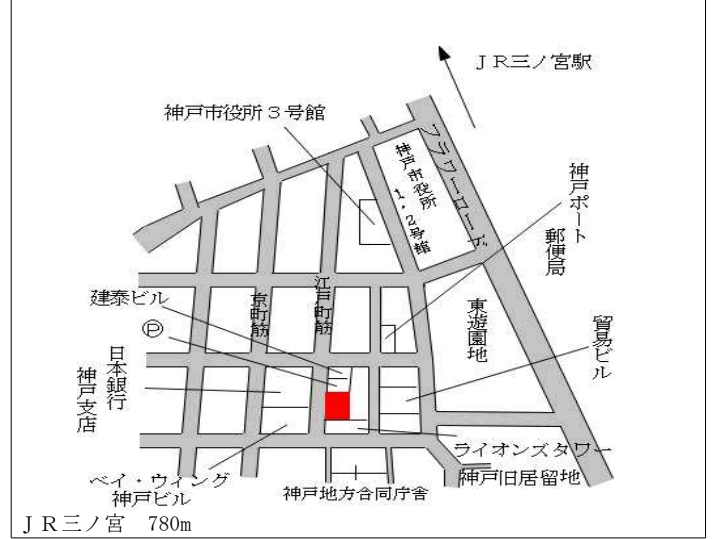 ＪＲ三ノ宮駅
神戸市役所３号館
フラワーロード
神戸市役所
１，２号館
神戸ポート
郵便局
江戸町筋
京町筋
建泰ビル
Ⓟ
東遊園地
貿易ビル
日本銀行
神戸支店
ライオンズタワー
神戸旧居留地
ベイ・ウィング
神戸ビル
神戸地方合同庁舎
ＪＲ三ノ宮　780m